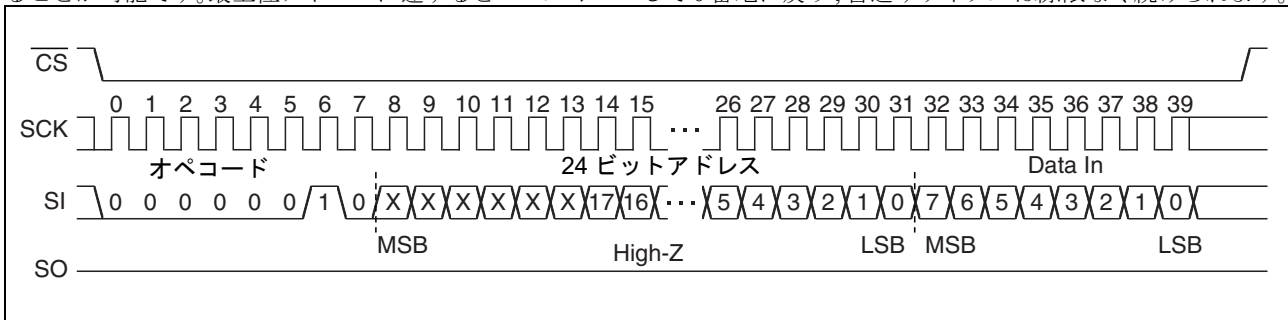 CS
0 1 2 3 4 5 6 7 8 9 10 11 12 13 14 15 26 27 28 29 30 31 32 33 34 35 36 37 38 39
SCK ···
オペコード 24 ビットアドレス Data In
SI 0 0 0 0 0 0 1 0 X X X X X X 17 16 ··· 5 4 3 2 1 0 7 6 5 4 3 2 1 0
MSB High-Z LSB MSB LSB
SO